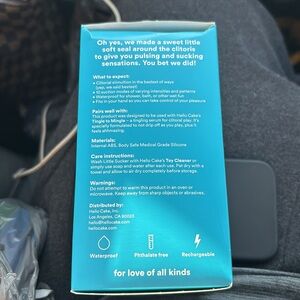 Oh yes, we made a sweet little
soft seal around the clitoris
to give you pulsing and sucking
sensations. You bet we did!
What to expect:
• Clitorial stimultion in the bestest of ways
(yep, we said bestest)
• 10 suction modes of varying intensities and patterns
• Waterproof for shower, bath, or other wet fun
• Fits in your hand so you can take control of your pleasure
Pairs well with:
This product was designed to be used with Hello Cake's
Tingle to Mingle – a tingling serum for clitoral play. It's
specially formulated to not drip off as you play, plus it
feels ahhmazing.
Materials:
Internal ABS, Body Safe Medical Grade Silicone
Care instructions:
Wash Little Sucker with Hello Cake's Toy Cleaner or
simply use soap and water after each use. Pat dry with a
towel and allow to air dry completely before storage.
Warnings:
Do not attempt to warm this product in an oven or
microwave. Keep away from sharp objects or abrasives.
Distributed by:
Hello Cake, Inc.
Los Angeles, CA 90025
hello@hellocake.com
hellocake.com
Waterproof
Phthalate free
Rechargeable
for love of all kinds